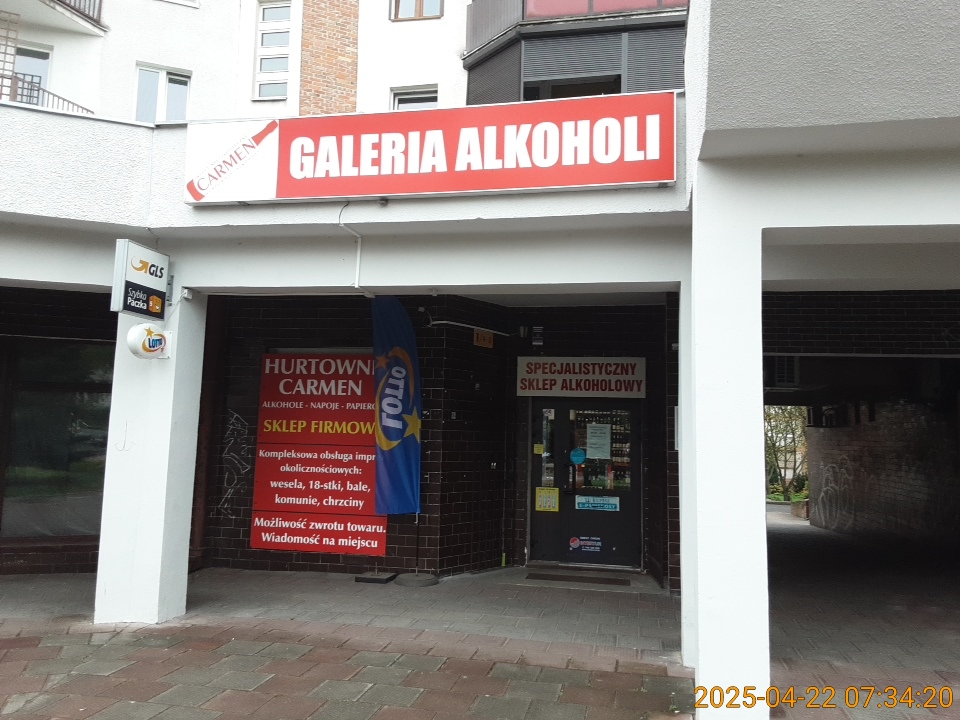 CARMEN
GALERIA ALKOHOLI
GLS
Szybka
Paczka
LOTTO
HURTOWNI
CARMEN
ALKOHOLE - NAPOJE - PAPIERO
SKLEP FIRMOW
Kompleksowa obsługa impr
okolicznościowych:
wesela, 18-stki, bale,
komunie, chrzciny
Możliwość zwrotu towaru.
Wiadomość na miejscu
LOTTO
SPECJALISTYCZNY
SKLEP ALKOHOLOWY
2025-04-22 07:34:20